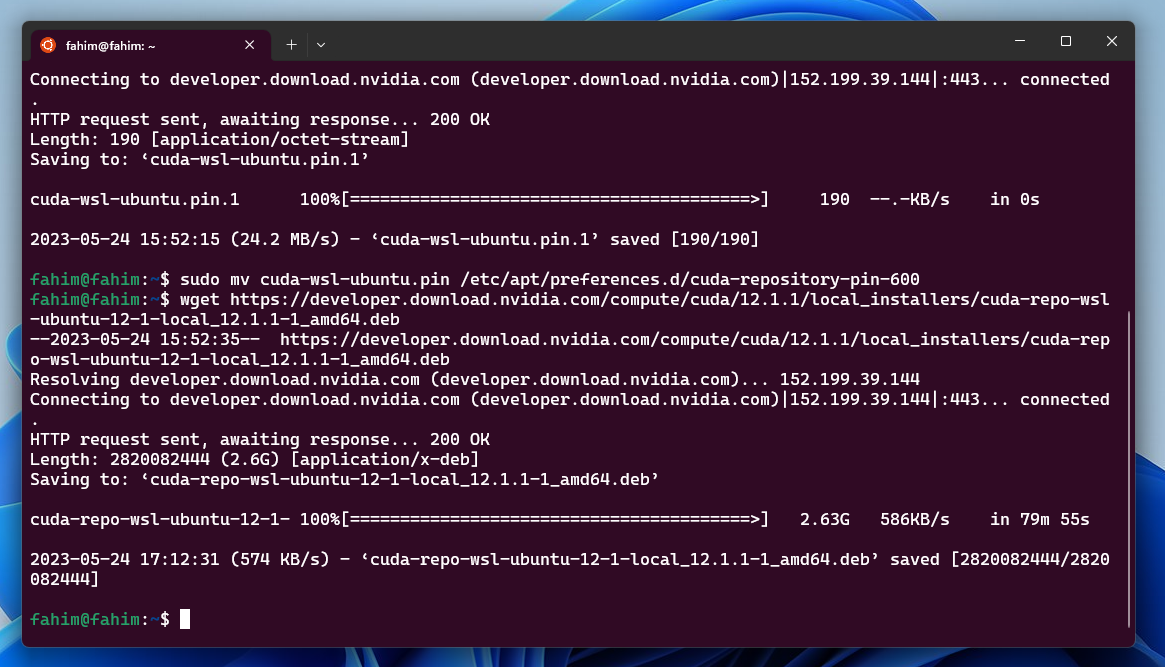 fahim@fahim: ~
Connecting to developer.download.nvidia.com (developer.download.nvidia.com)|152.199.39.144|:443... connected
.
HTTP request sent, awaiting response... 200 OK
Length: 190 [application/octet-stream]
Saving to: ‘cuda-wsl-ubuntu.pin.1’
cuda-wsl-ubuntu.pin.1      100%[========================================>]     190  --.-KB/s    in 0s
2023-05-24 15:52:15 (24.2 MB/s) - ‘cuda-wsl-ubuntu.pin.1’ saved [190/190]
fahim@fahim:~$ sudo mv cuda-wsl-ubuntu.pin /etc/apt/preferences.d/cuda-repository-pin-600
fahim@fahim:~$ wget https://developer.download.nvidia.com/compute/cuda/12.1.1/local_installers/cuda-repo-wsl
-ubuntu-12-1-local_12.1.1-1_amd64.deb
--2023-05-24 15:52:35--  https://developer.download.nvidia.com/compute/cuda/12.1.1/local_installers/cuda-rep
o-wsl-ubuntu-12-1-local_12.1.1-1_amd64.deb
Resolving developer.download.nvidia.com (developer.download.nvidia.com)... 152.199.39.144
Connecting to developer.download.nvidia.com (developer.download.nvidia.com)|152.199.39.144|:443... connected
.
HTTP request sent, awaiting response... 200 OK
Length: 2820082444 (2.6G) [application/x-deb]
Saving to: ‘cuda-repo-wsl-ubuntu-12-1-local_12.1.1-1_amd64.deb’
cuda-repo-wsl-ubuntu-12-1- 100%[========================================>]   2.63G   586KB/s    in 79m 55s
2023-05-24 17:12:31 (574 KB/s) - ‘cuda-repo-wsl-ubuntu-12-1-local_12.1.1-1_amd64.deb’ saved [2820082444/2820
082444]
fahim@fahim:~$